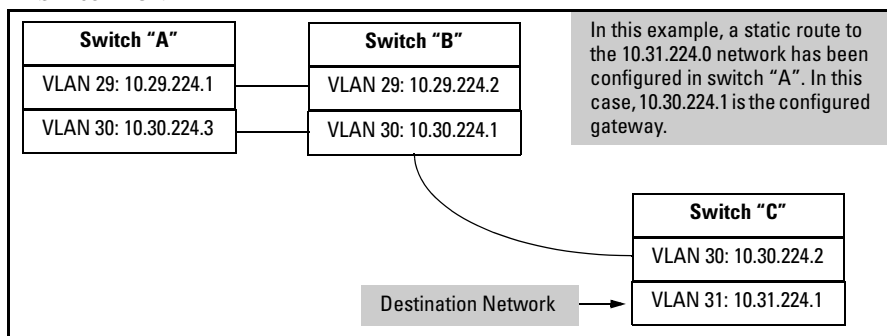 Switch “A”
VLAN 29: 10.29.224.1
VLAN 30: 10.30.224.3
Switch “B”
VLAN 29: 10.29.224.2
VLAN 30: 10.30.224.1
In this example, a static route to
the 10.31.224.0 network has been
configured in switch “A”. In this
case, 10.30.224.1 is the configured
gateway.
Switch “C”
VLAN 30: 10.30.224.2
VLAN 31: 10.31.224.1
Destination Network